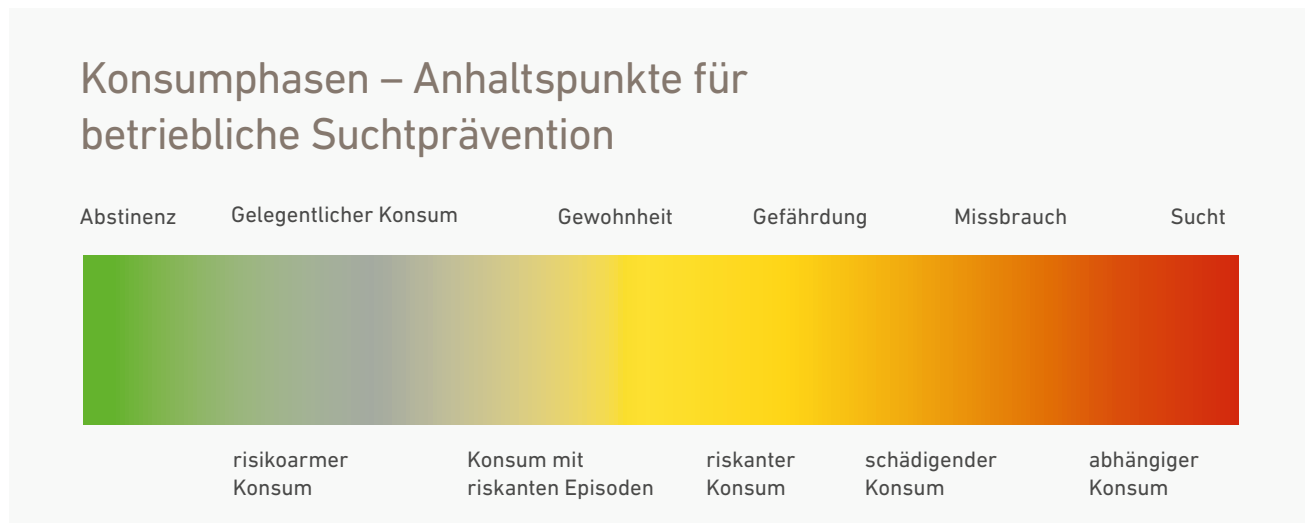 Konsumphasen – Anhaltspunkte für
betriebliche Suchtprävention
Abstinenz
Gelegentlicher Konsum
Gewohnheit
Gefährdung
Missbrauch
Sucht
risikoarmer
Konsum
Konsum mit
riskanten Episoden
riskanter
Konsum
schädigender
Konsum
abhängiger
Konsum